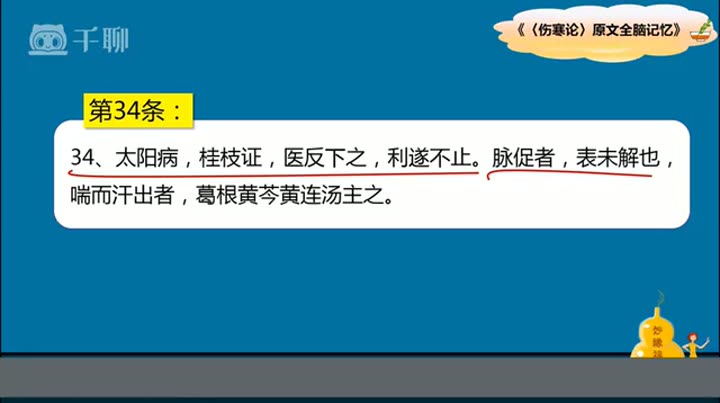 千聊
《〈伤寒论〉原文全脑记忆》
第34条：
34、太阳病，桂枝证，医反下之，利遂不止。脉促者，表未解也，
喘而汗出者，葛根黄芩黄连汤主之。